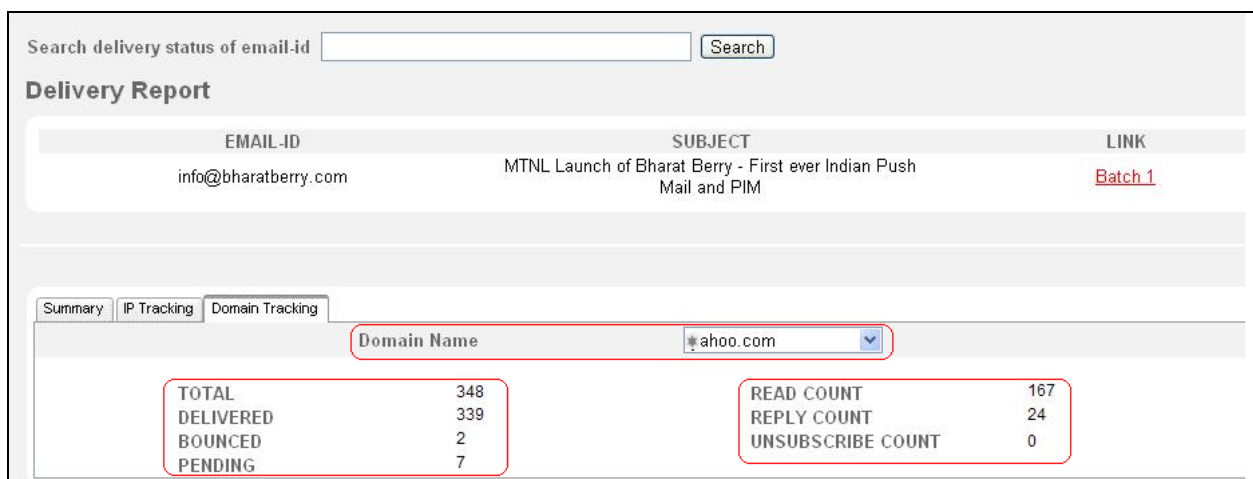 Search delivery status of email-id Search
Delivery Report
EMAIL-ID SUBJECT LINK
info@bharatberry.com MTNL Launch of Bharat Berry - First ever Indian Push Mail and PIM Batch 1
Summary IP Tracking Domain Tracking
Domain Name ahoo.com
TOTAL 348 READ COUNT 167
DELIVERED 339 REPLY COUNT 24
BOUNCED 2 UNSUBSCRIBE COUNT 0
PENDING 7